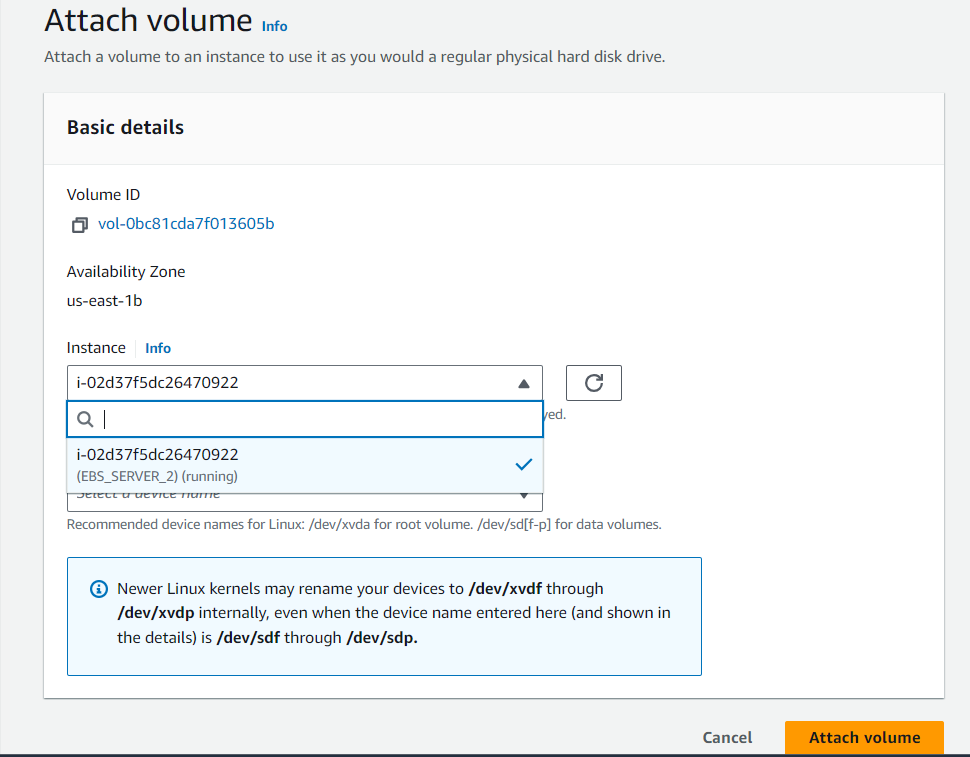 Attach volume Info
Attach a volume to an instance to use it as you would a regular physical hard disk drive.
Basic details
Volume ID
vol-0bc81cda7f013605b
Availability Zone
us-east-1b
Instance Info
i-02d37f5dc26470922
i-02d37f5dc26470922
(EBS_SERVER_2) (running)
Select a device name
Recommended device names for Linux: /dev/xvda for root volume. /dev/sd[f-p] for data volumes.
Newer Linux kernels may rename your devices to /dev/xvdf through
/dev/xvdp internally, even when the device name entered here (and shown in
the details) is /dev/sdf through /dev/sdp.
Cancel
Attach volume